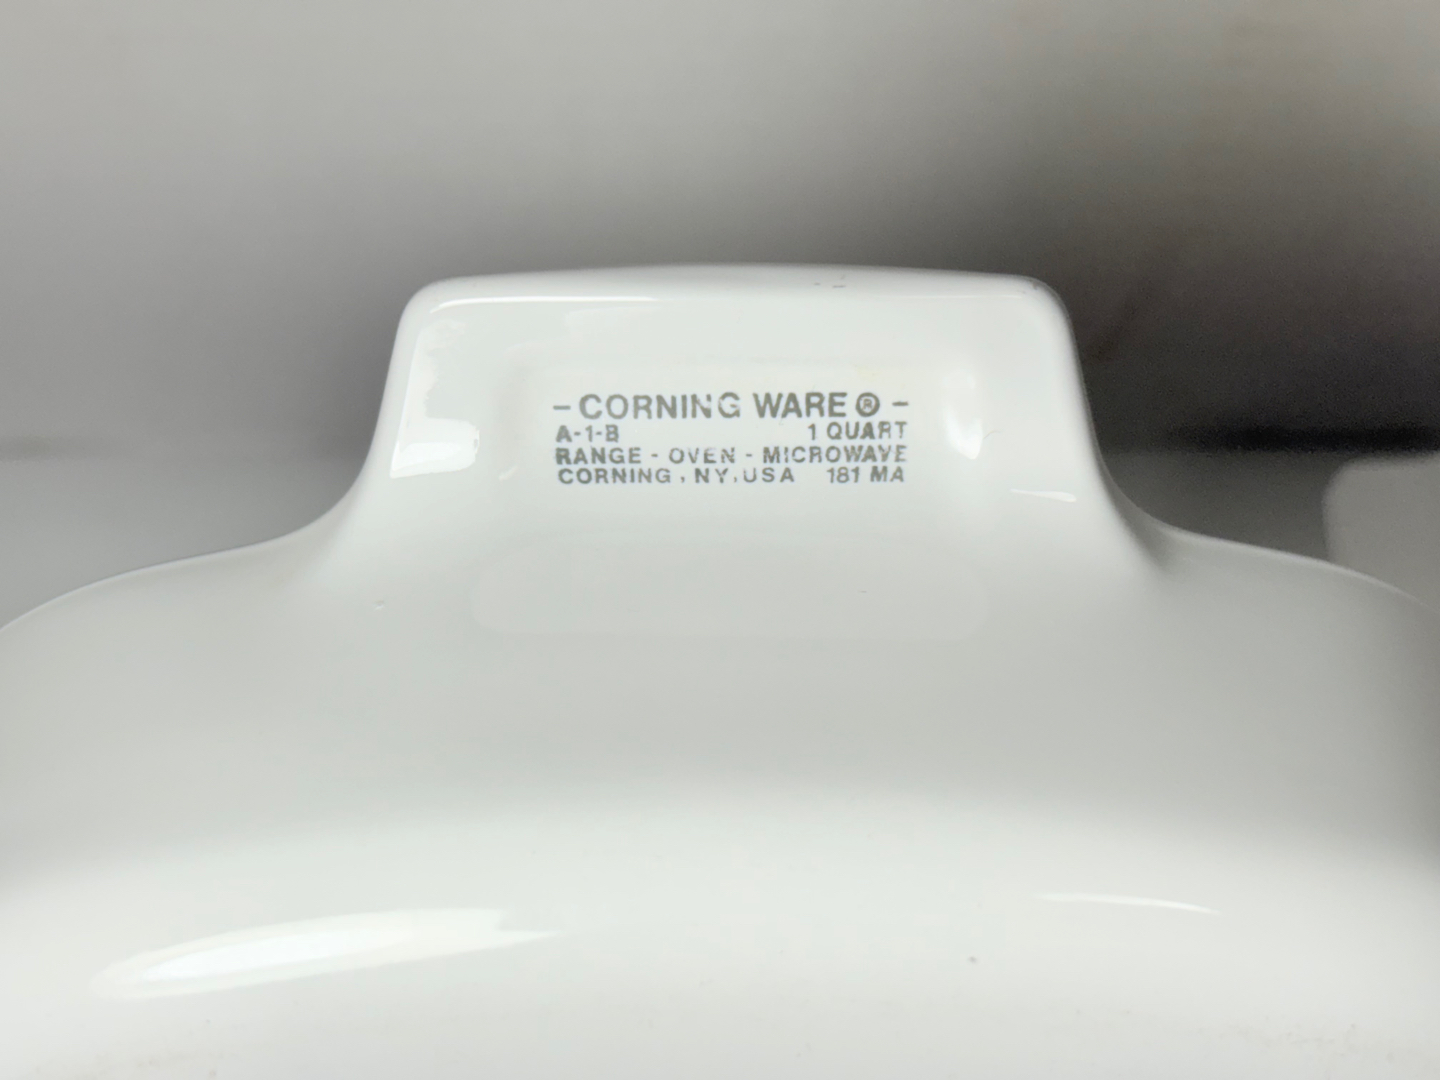 - CORNING WARE ® -
A-1-B 1 QUART
RANGE - OVEN - MICROWAVE
CORNING, NY, USA 181 MA